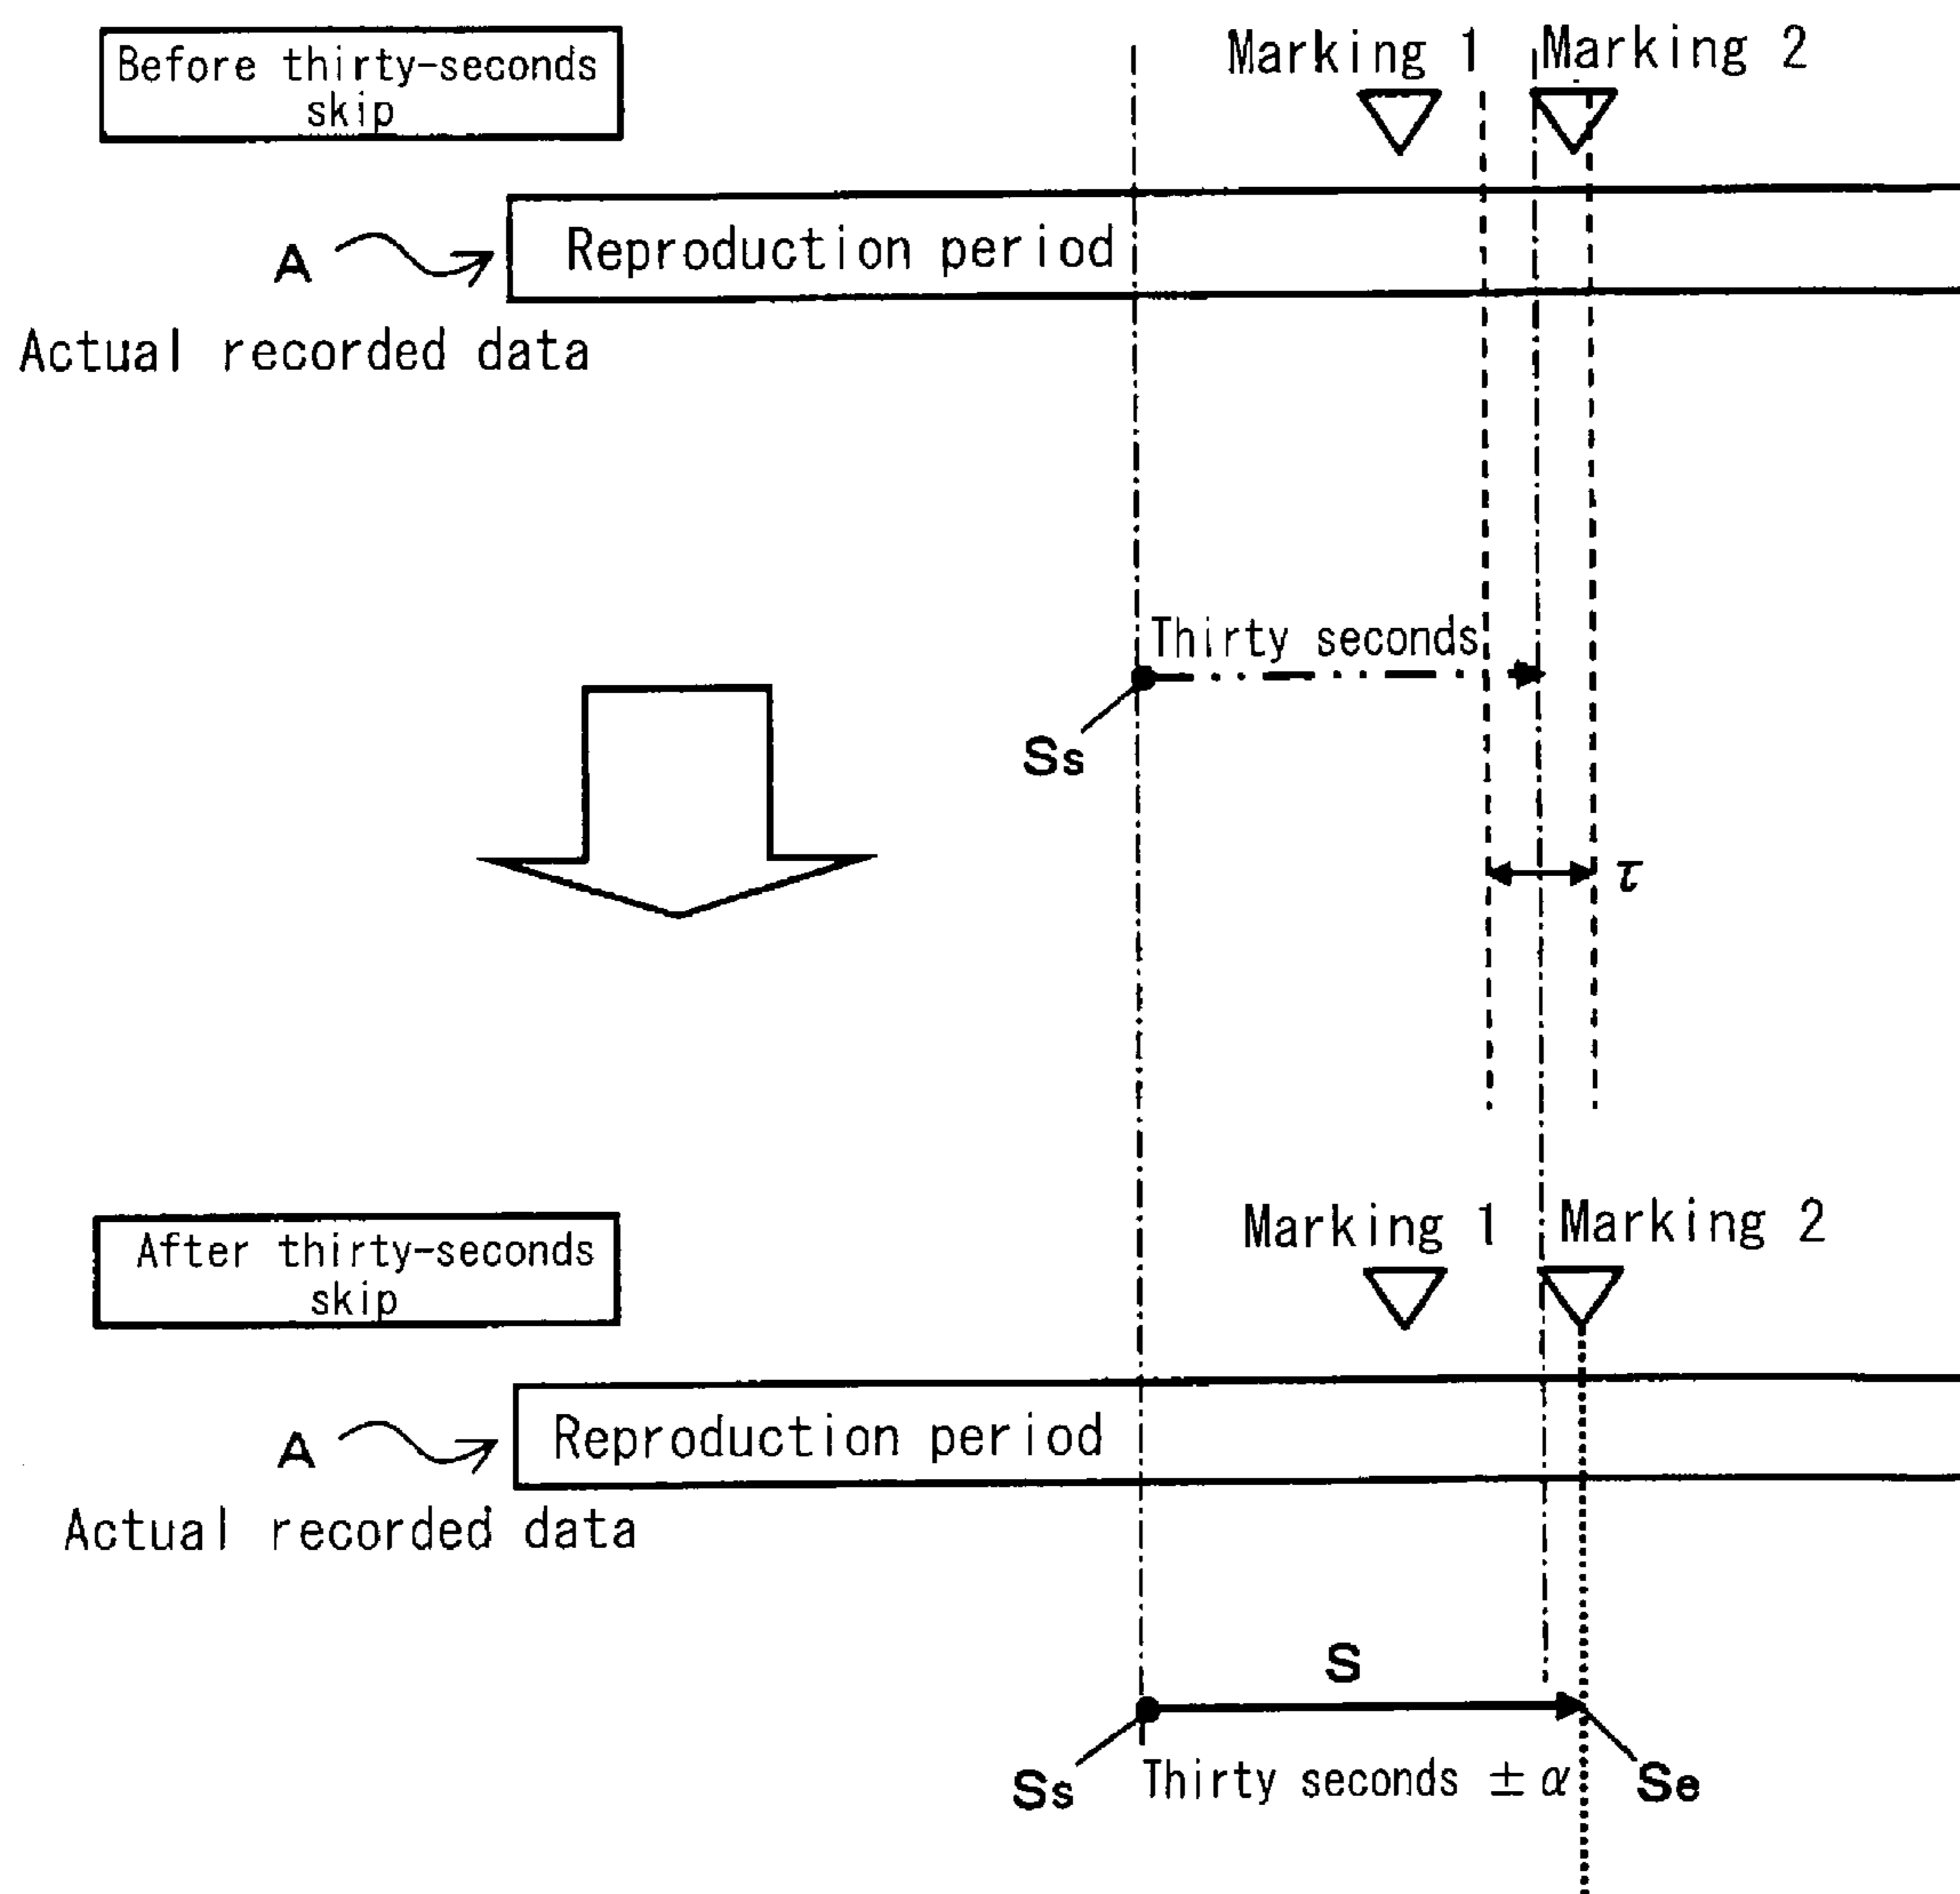 Before thirty-seconds
skip
Marking 1
Marking 2
A
Reproduction period
Actual recorded data
Thirty seconds
Ss
τ
After thirty-seconds
skip
Marking 1
Marking 2
A
Reproduction period
Actual recorded data
S
Ss
Thirty seconds ± α
Se